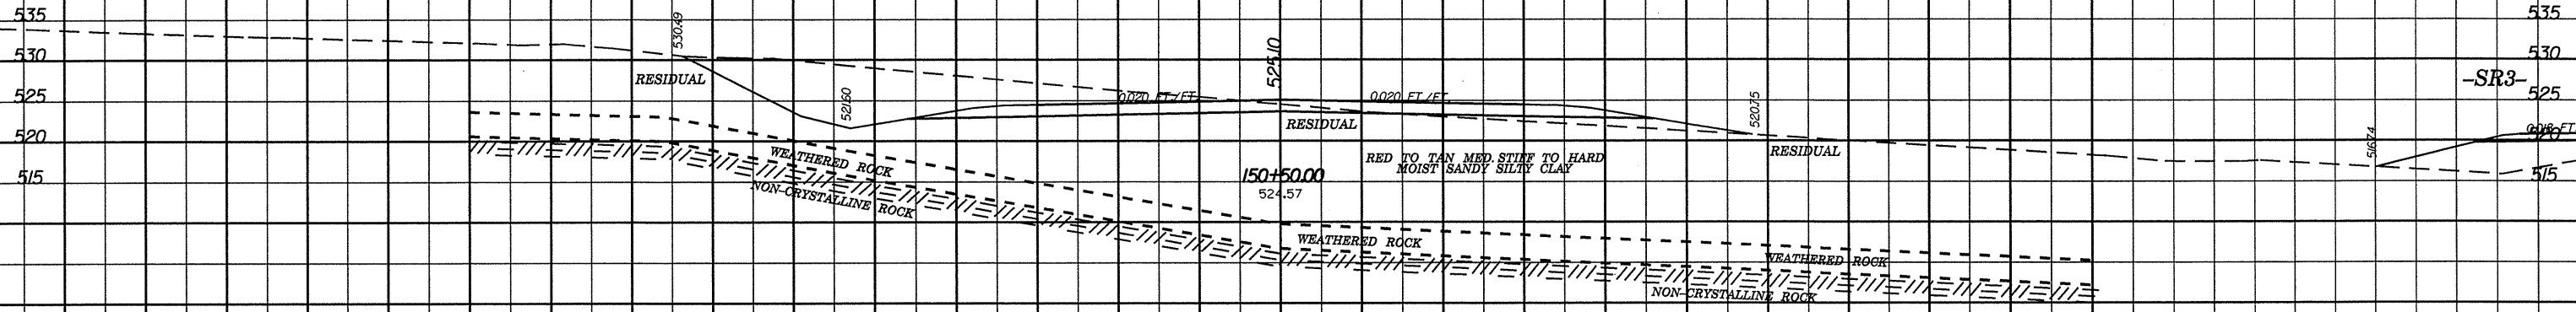 535
530.49
535
530
525.10
530
RESIDUAL
-SR3-
525
521.60
0.020 FT./FT.
0.020 FT./FT.
520.75
525
520
RESIDUAL
516.74
520
WEATHERED ROCK
RED TO TAN MED. STIFF TO HARD
MOIST SANDY SILTY CLAY
RESIDUAL
515
150+50.00
524.57
515
NON-CRYSTALLINE ROCK
WEATHERED ROCK
WEATHERED ROCK
NON-CRYSTALLINE ROCK